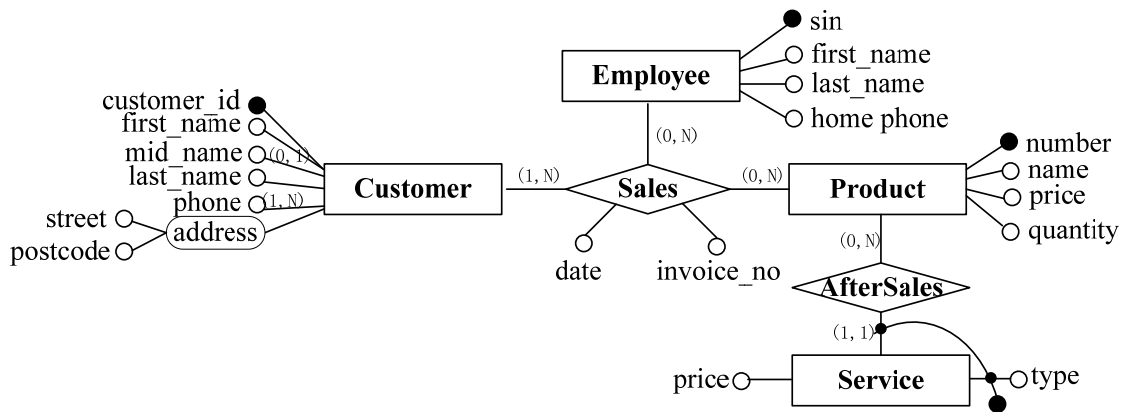 sin
Employee
first_name
last_name
home phone
customer_id
first_name
mid_name
(0,1)
last_name
phone
(1,N)
street
address
postcode
Customer
(1,N)
(0,N)
Sales
(0,N)
date
invoice_no
Product
number
name
price
quantity
(0,N)
AfterSales
(1,1)
price
Service
type